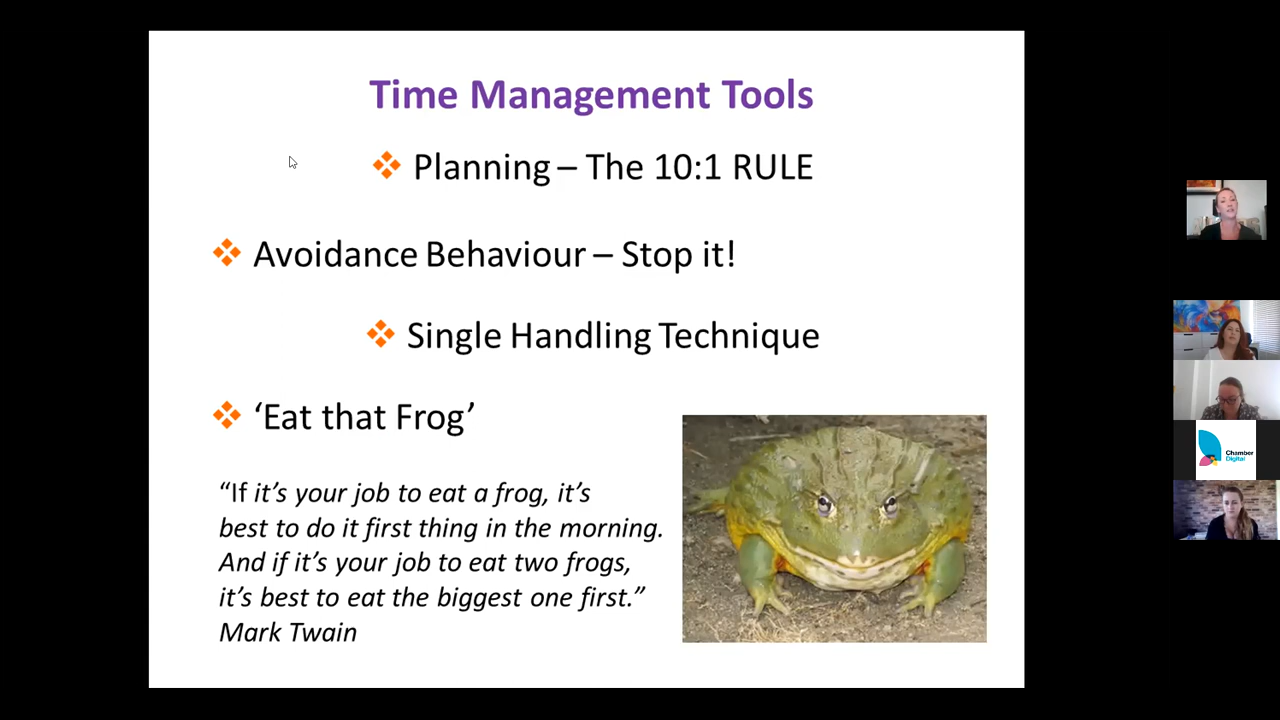 Time Management Tools
Planning – The 10:1 RULE
Avoidance Behaviour – Stop it!
Single Handling Technique
‘Eat that Frog’
“If it’s your job to eat a frog, it’s
best to do it first thing in the morning.
And if it’s your job to eat two frogs,
it’s best to eat the biggest one first.”
Mark Twain
Chamber
Digital